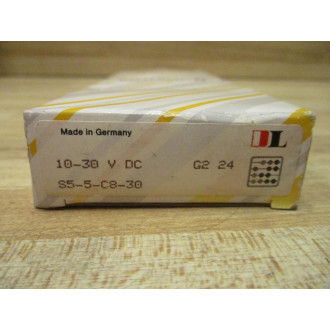 Made in Germany
DL
10-30 V DC G2 24
S5-5-C8-30